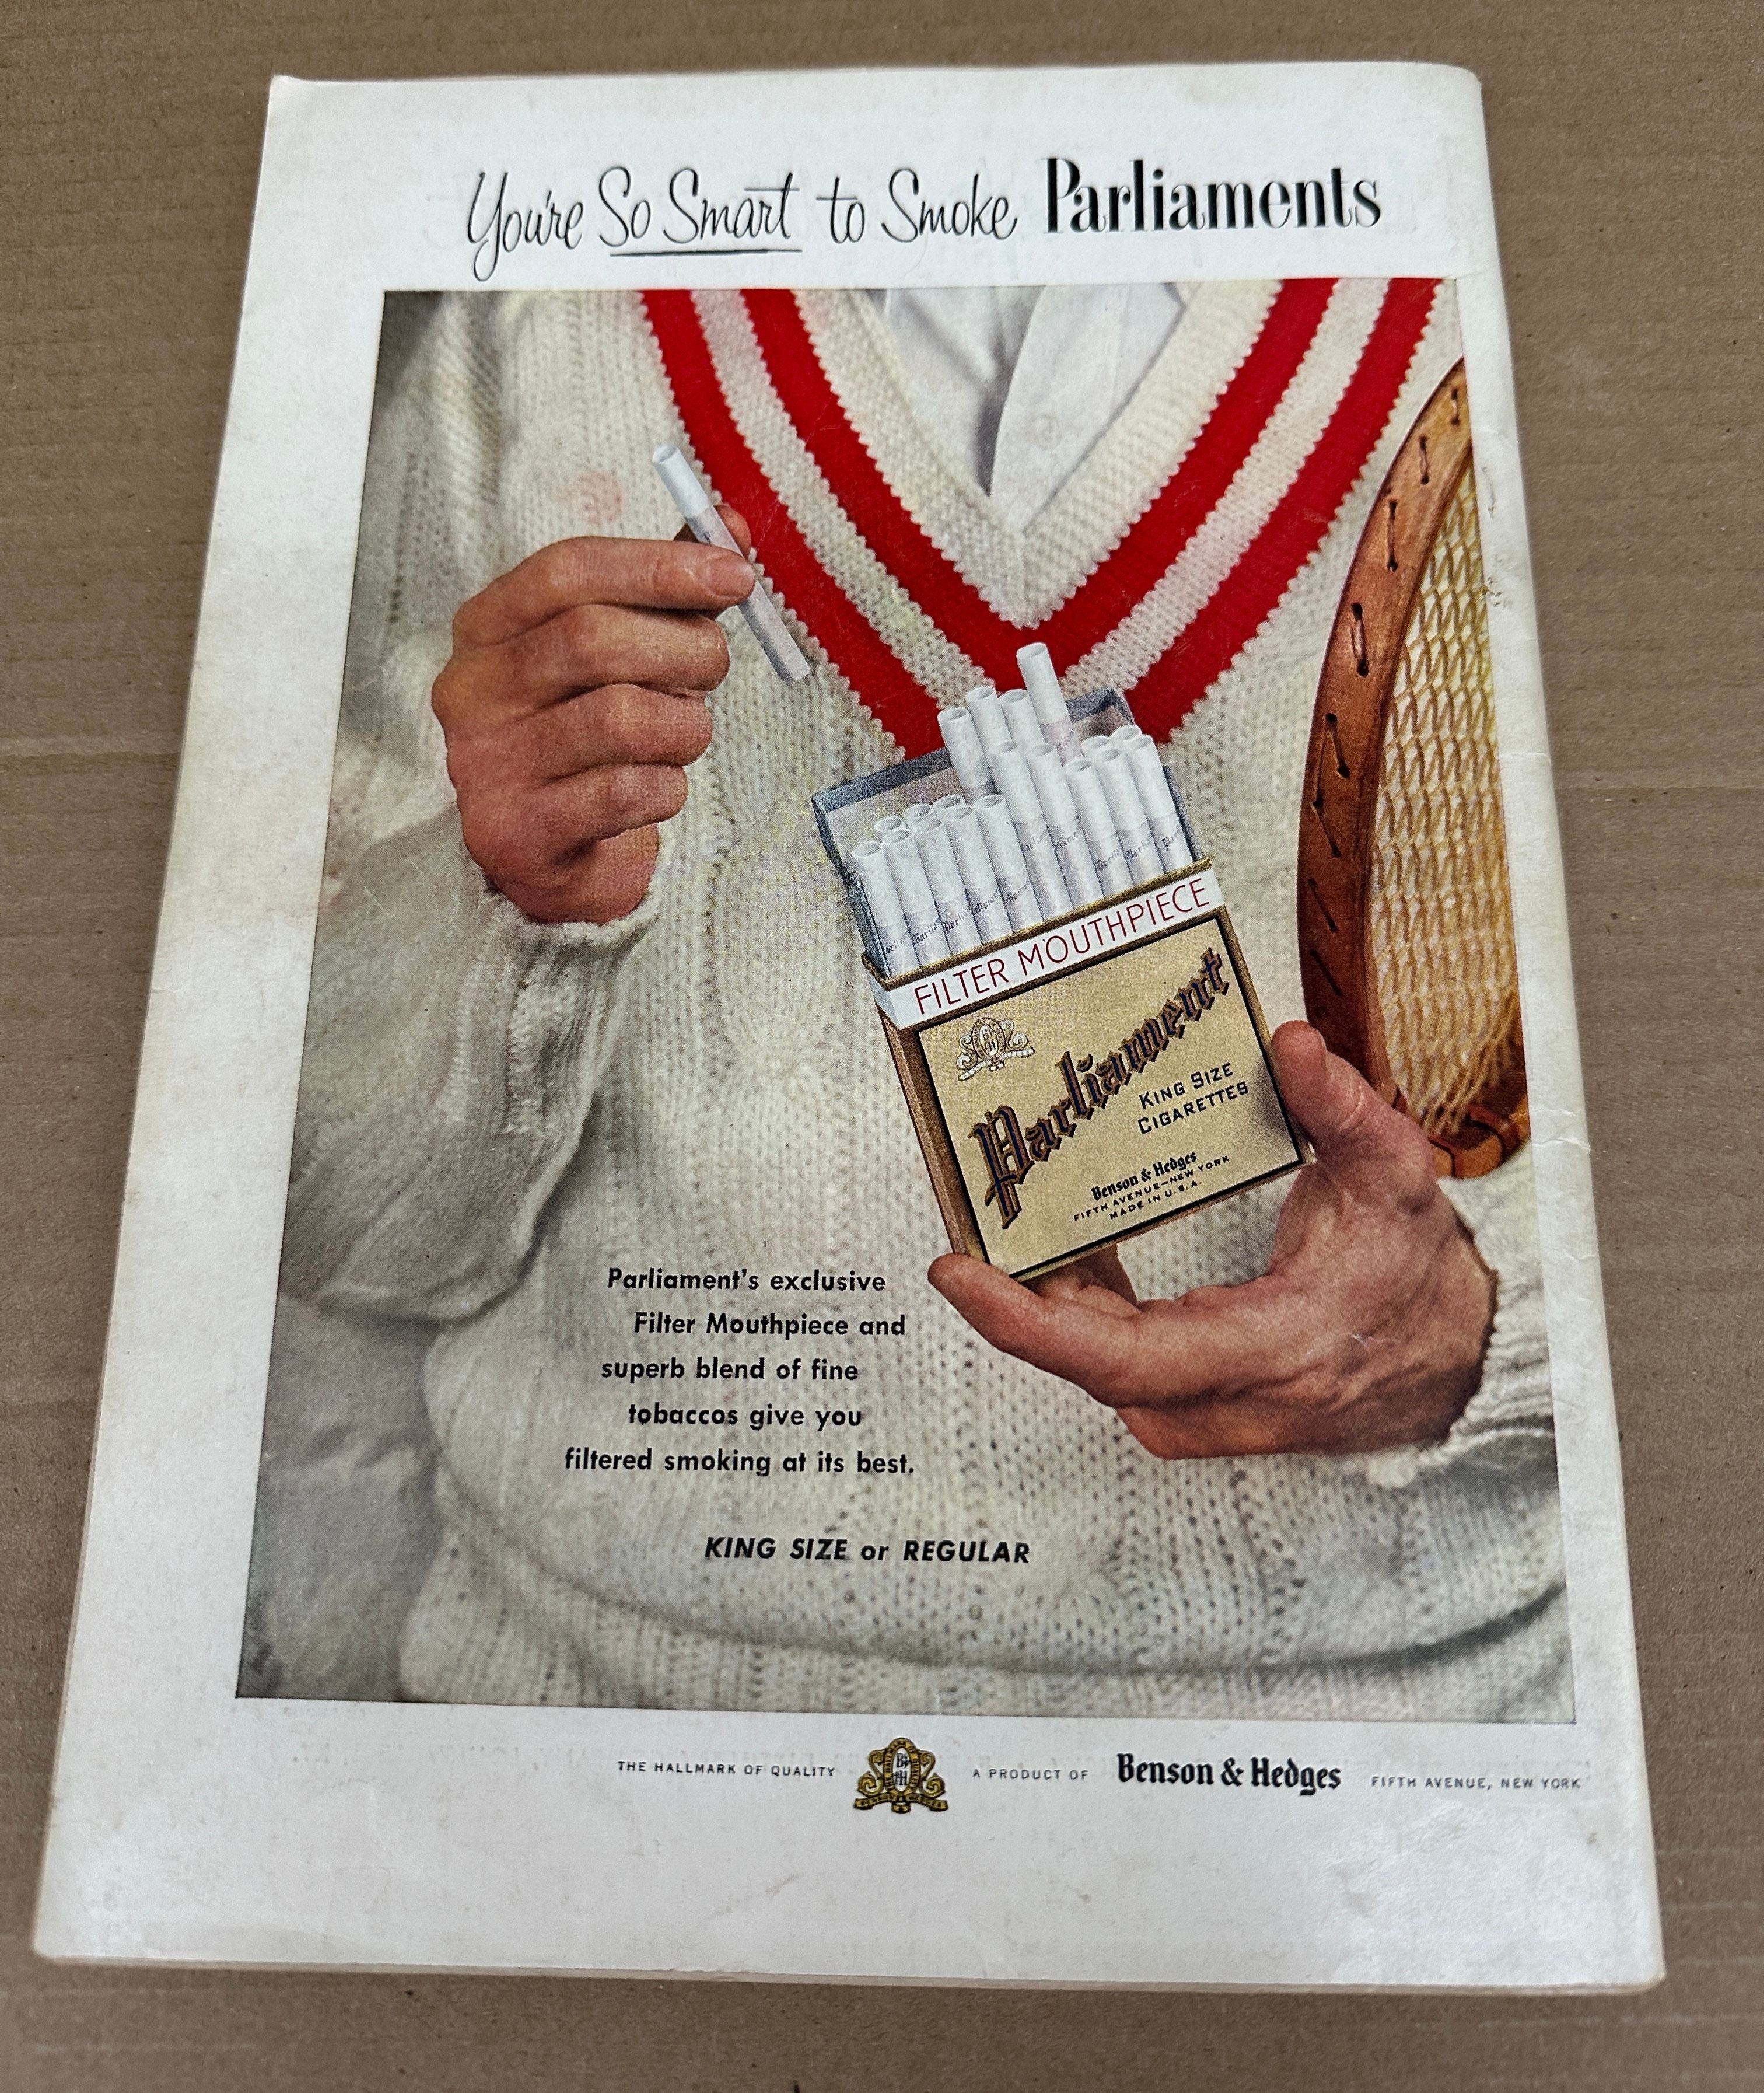 You're So Smart to Smoke Parliaments
FILTER MOUTHPIECE
Parliament
KING SIZE
CIGARETTES
Benson & Hedges
FIFTH AVENUE—NEW YORK
MADE IN U.S.A.
Parliament's exclusive
Filter Mouthpiece and
superb blend of fine
tobaccos give you
filtered smoking at its best.
KING SIZE or REGULAR
THE HALLMARK OF QUALITY A PRODUCT OF Benson & Hedges FIFTH AVENUE, NEW YORK